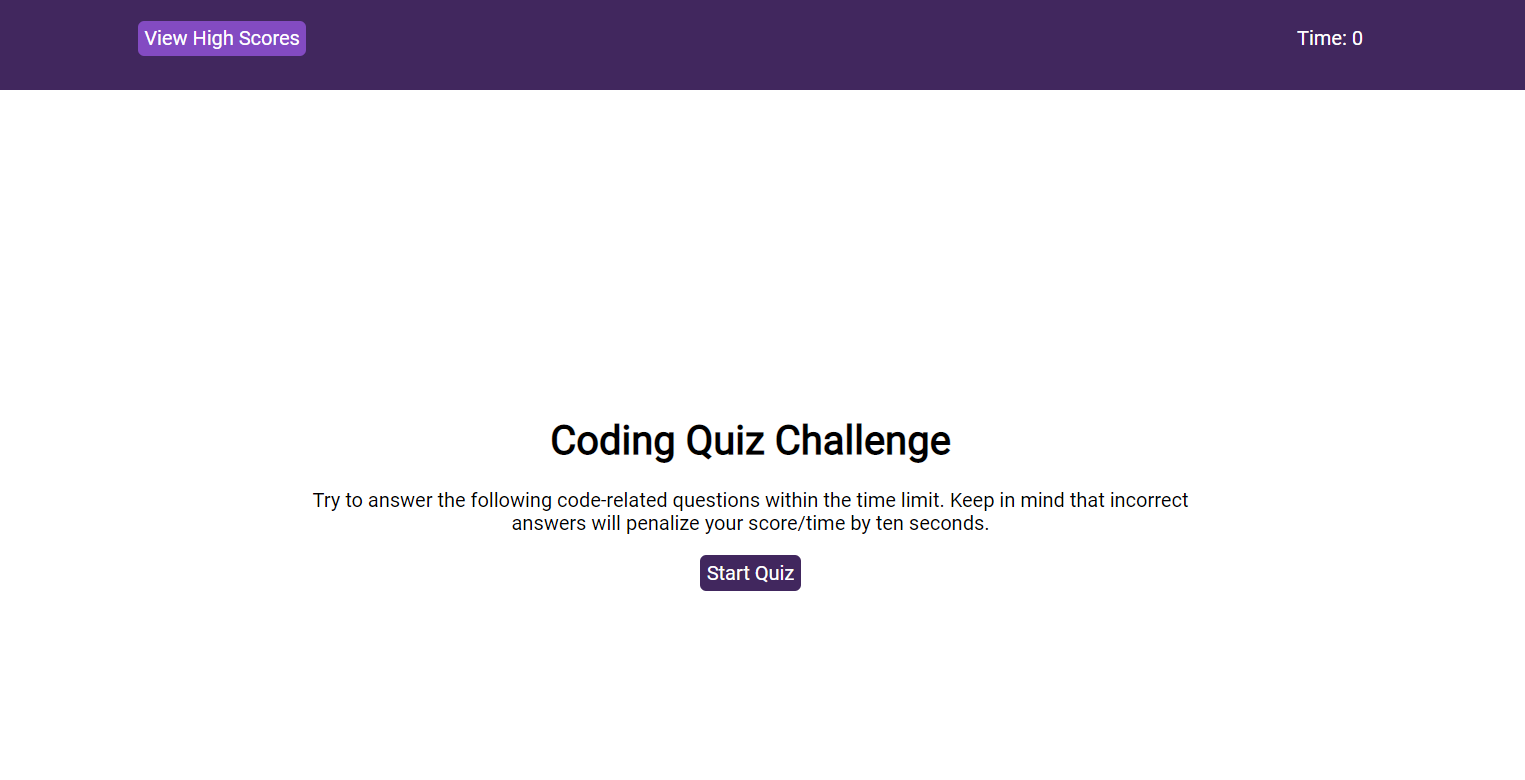 View High Scores
Time: 0
Coding Quiz Challenge
Try to answer the following code-related questions within the time limit. Keep in mind that incorrect
answers will penalize your score/time by ten seconds.
Start Quiz